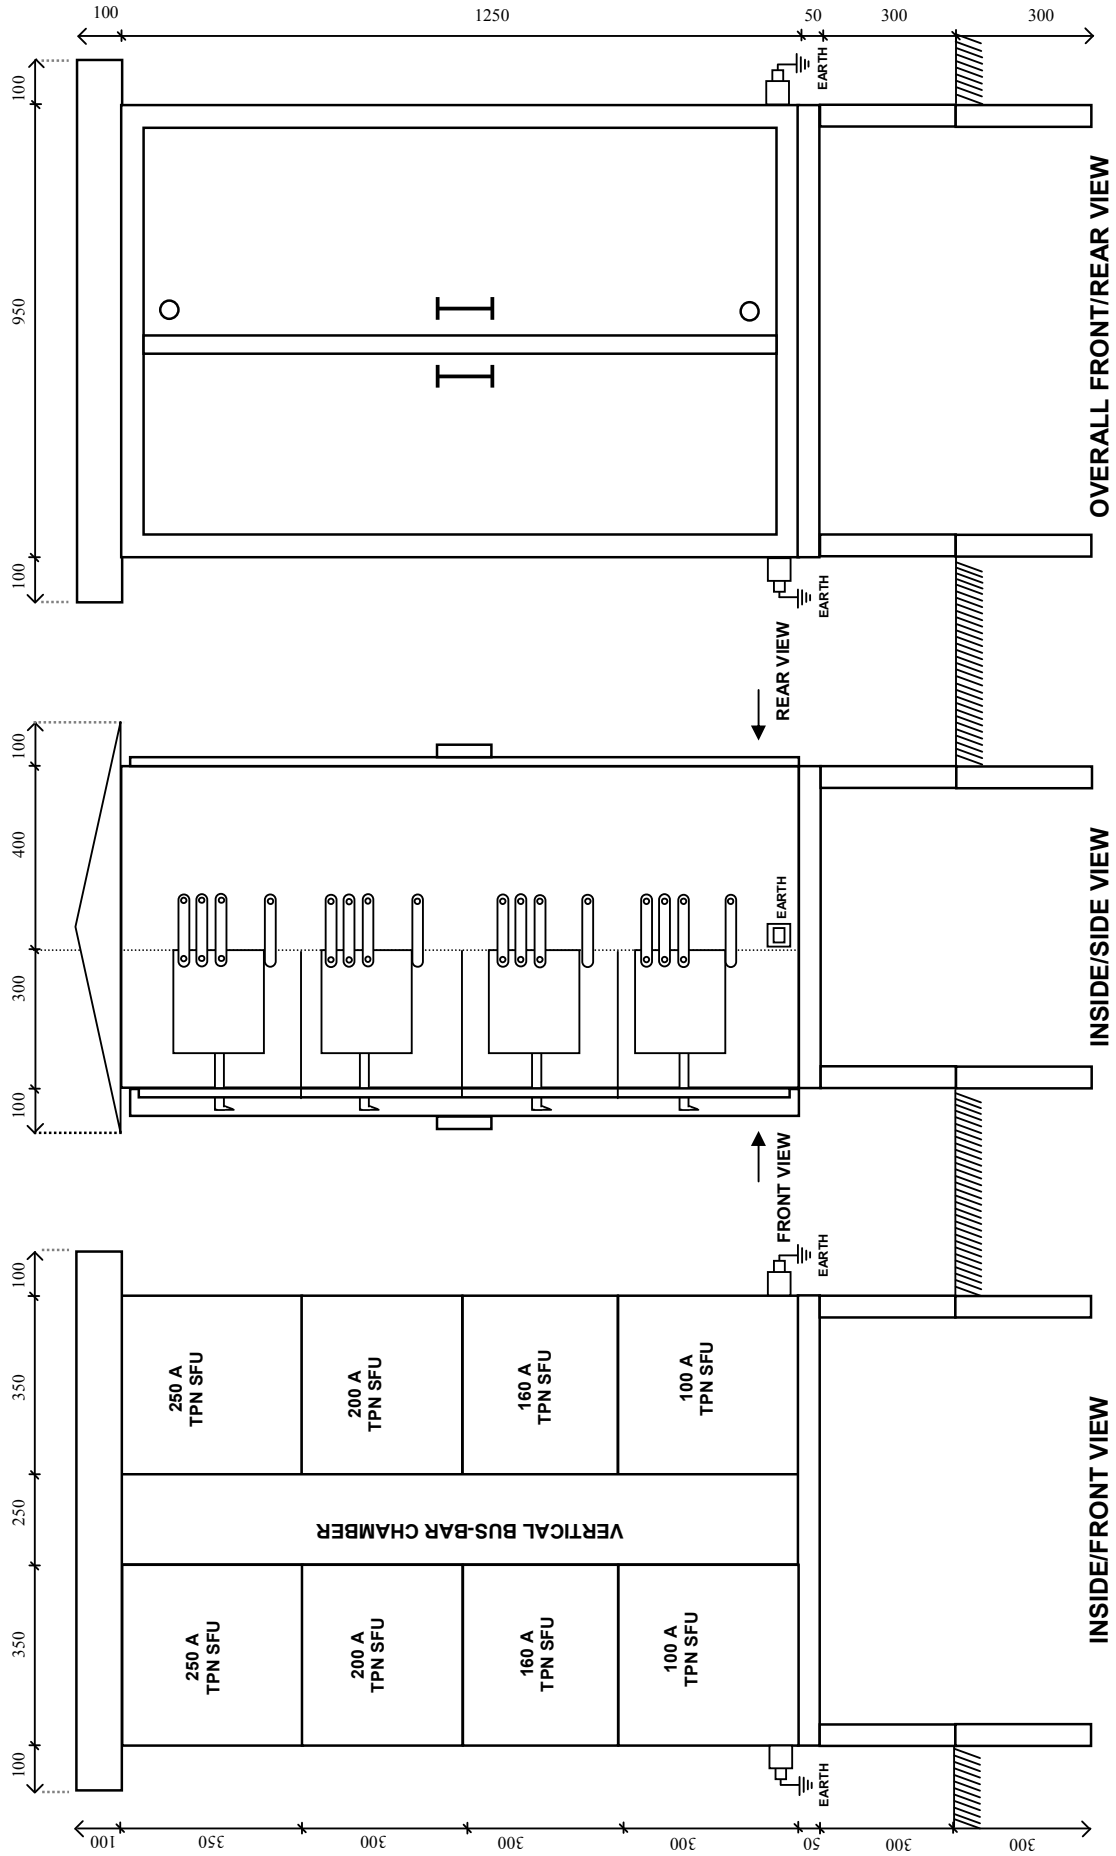 100
350
250
350
100
100
350
300
300
300
50
300
300
250 A
TPN SFU
200 A
TPN SFU
160 A
TPN SFU
100 A
TPN SFU
VERTICAL BUS-BAR CHAMBER
250 A
TPN SFU
200 A
TPN SFU
160 A
TPN SFU
100 A
TPN SFU
EARTH
EARTH
INSIDE/FRONT VIEW
100
300
400
100
FRONT VIEW
EARTH
REAR VIEW
INSIDE/SIDE VIEW
100
950
100
EARTH
EARTH
100
1250
50
300
300
OVERALL FRONT/REAR VIEW